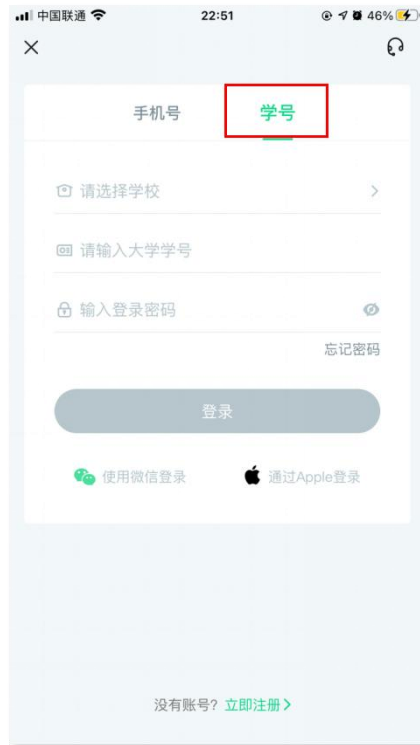 中国联通 22:51 46%
手机号 学号
请选择学校
请输入大学学号
输入登录密码
忘记密码
登录
使用微信登录 通过Apple登录
没有账号? 立即注册